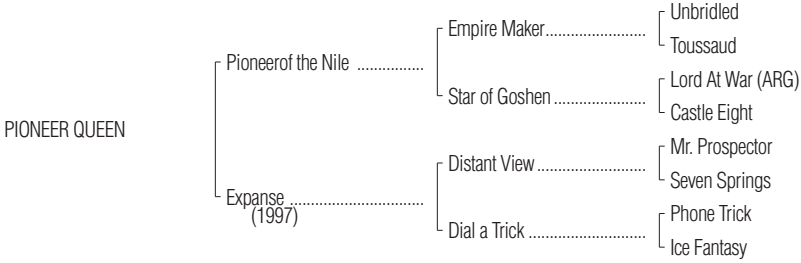 Unbridled
Empire Maker.........................
Toussaud
Pioneerof the Nile ................
Lord At War (ARG)
Star of Goshen.......................
Castle Eight
PIONEER QUEEN
Mr. Prospector
Distant View...........................
Seven Springs
Expanse .................................
(1997)
Phone Trick
Dial a Trick .............................
Ice Fantasy